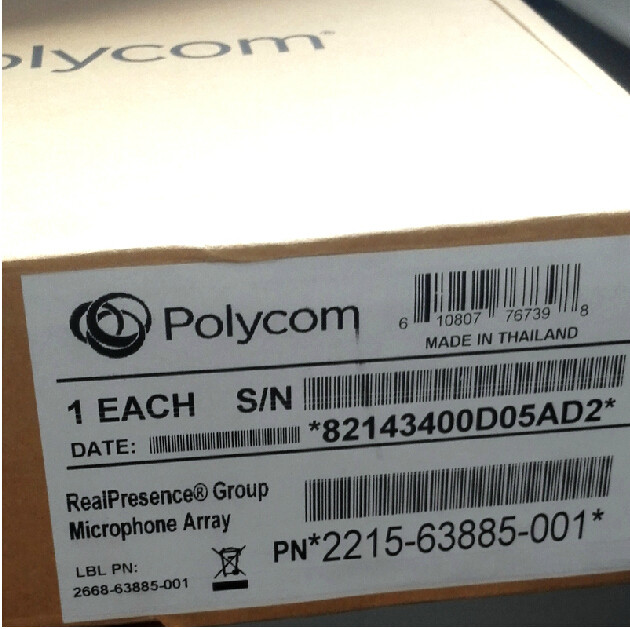 olycom
Polycom
6 10807 76739 8
MADE IN THAILAND
1 EACH S/N
*82143400D05AD2*
DATE:
RealPresence® Group
Microphone Array
PN*2215-63885-001*
LBL PN:
2668-63885-001